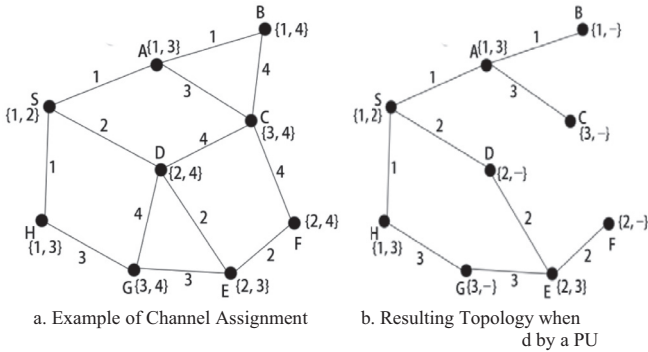 B
{1, 4}
1
A{1, 3}
1
3
4
S
{1, 2}
2
4
C
{3, 4}
D
{2, 4}
1
4
2
4
{2, 4}
F
H
{1, 3}
3
2
3
G{3, 4}
E {2, 3}
a. Example of Channel Assignment
B
{1, –}
1
A{1, 3}
1
3
S
{1, 2}
2
C
{3, –}
D
{2, –}
1
2
{2, –}
F
H
{1, 3}
3
2
3
G{3, –}
E {2, 3}
b. Resulting Topology when
d by a PU